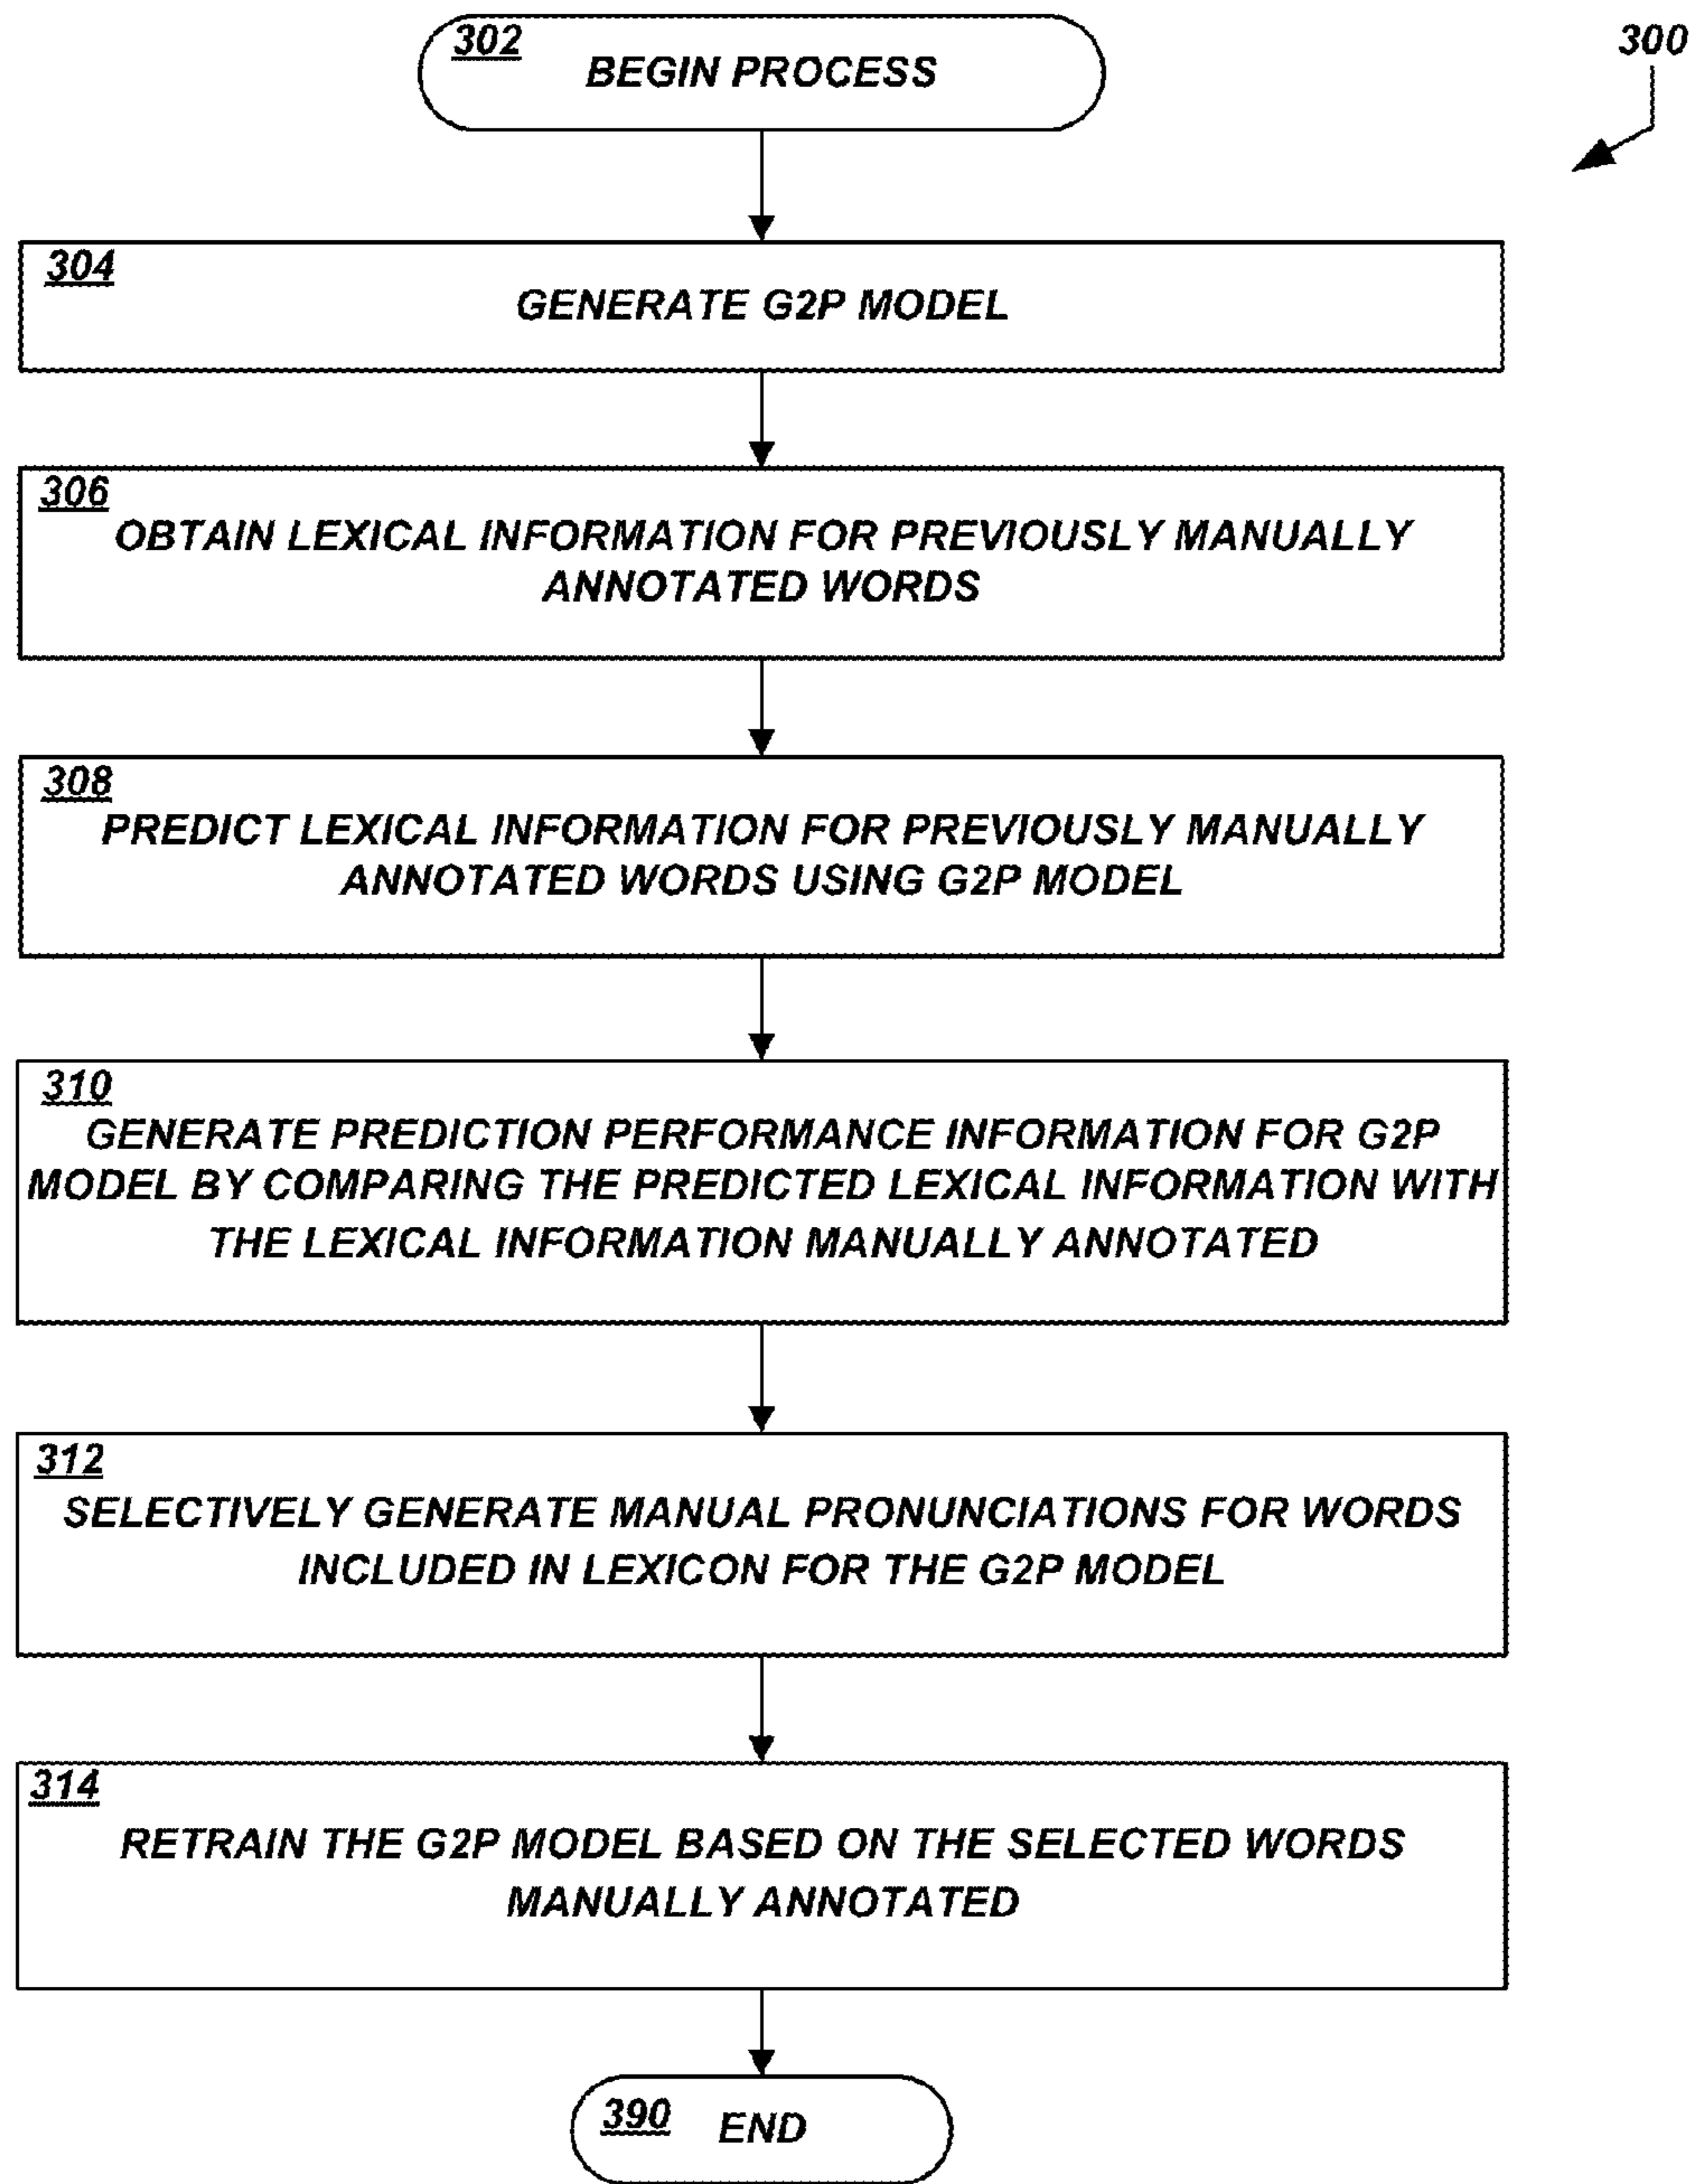 302
BEGIN PROCESS
300
304
GENERATE G2P MODEL
306
OBTAIN LEXICAL INFORMATION FOR PREVIOUSLY MANUALLY
ANNOTATED WORDS
308
PREDICT LEXICAL INFORMATION FOR PREVIOUSLY MANUALLY
ANNOTATED WORDS USING G2P MODEL
310
GENERATE PREDICTION PERFORMANCE INFORMATION FOR G2P
MODEL BY COMPARING THE PREDICTED LEXICAL INFORMATION WITH
THE LEXICAL INFORMATION MANUALLY ANNOTATED
312
SELECTIVELY GENERATE MANUAL PRONUNCIATIONS FOR WORDS
INCLUDED IN LEXICON FOR THE G2P MODEL
314
RETRAIN THE G2P MODEL BASED ON THE SELECTED WORDS
MANUALLY ANNOTATED
390
END